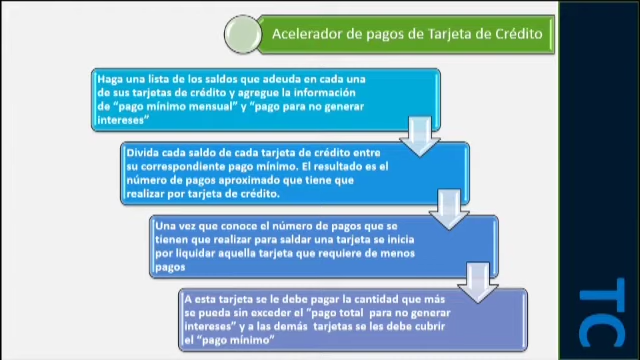 Acelerador de pagos de Tarjeta de Crédito
Haga una lista de los saldos que adeuda en cada una
de sus tarjetas de crédito y agregue la información
de “pago mínimo mensual” y “pago para no generar
intereses”
Divida cada saldo de cada tarjeta de crédito entre
su correspondiente pago mínimo. El resultado es el
número de pagos aproximado que tiene que
realizar por tarjeta de crédito.
Una vez que conoce el número de pagos que se
tienen que realizar para saldar una tarjeta se inicia
por liquidar aquella tarjeta que requiere de menos
pagos
A esta tarjeta se le debe pagar la cantidad que más
se pueda sin exceder el “pago total para no generar
intereses” y a las demás tarjetas se les debe cubrir
el “pago mínimo”
TC